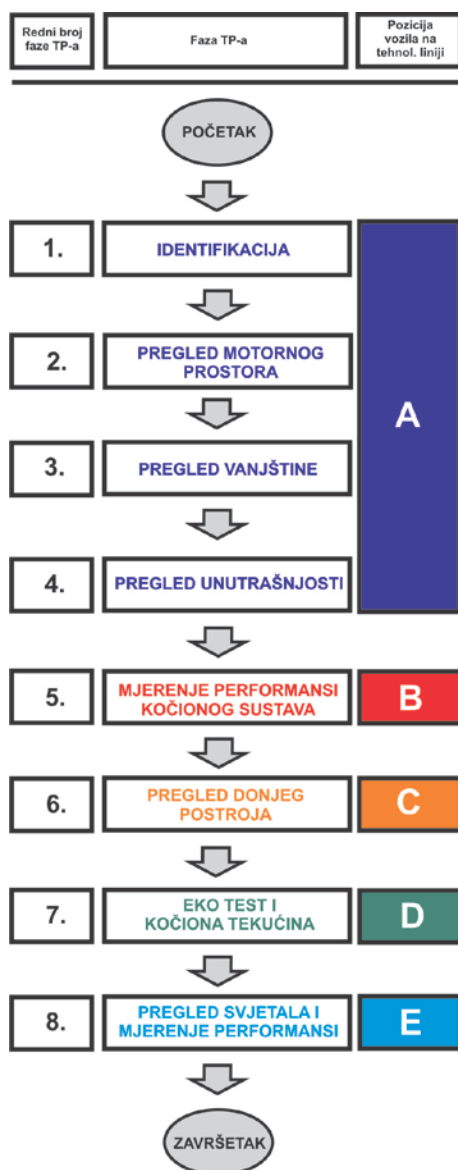 Redni broj
faze TP-a
Faza TP-a
Pozicija
vozila na
tehnol. liniji
POČETAK
1.
IDENTIFIKACIJA
A
2.
PREGLED MOTORNOG
PROSTORA
3.
PREGLED VANJŠTINE
4.
PREGLED UNUTRAŠNJOSTI
5.
MJERENJE PERFORMANSI
KOČIONOG SUSTAVA
B
6.
PREGLED DONJEG
POSTROJA
C
7.
EKO TEST I
KOČIONA TEKUĆINA
D
8.
PREGLED SVJETALA I
MJERENJE PERFORMANSI
E
ZAVRŠETAK